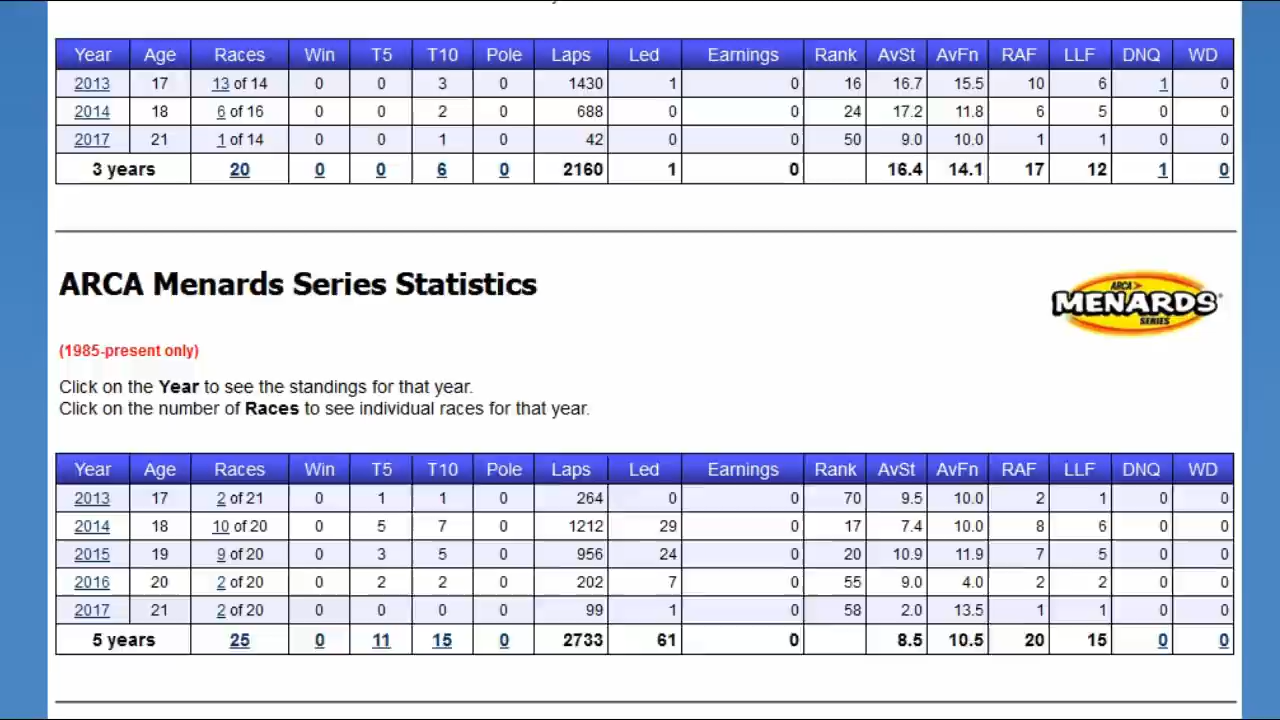 Year Age Races Win T5 T10 Pole Laps Led Earnings Rank AvSt AvFn RAF LLF DNQ WD
2013 17 13 of 14 0 0 3 0 1430 1 0 16 16.7 15.5 10 6 1 0
2014 18 6 of 16 0 0 2 0 688 0 0 24 17.2 11.8 6 5 0 0
2017 21 1 of 14 0 0 1 0 42 0 0 50 9.0 10.0 1 1 0 0
3 years 20 0 0 6 0 2160 1 0 16.4 14.1 17 12 1 0
ARCA Menards Series Statistics
ARCA
MENARDS
SERIES
(1985-present only)
Click on the Year to see the standings for that year.
Click on the number of Races to see individual races for that year.
Year Age Races Win T5 T10 Pole Laps Led Earnings Rank AvSt AvFn RAF LLF DNQ WD
2013 17 2 of 21 0 1 1 0 264 0 0 70 9.5 10.0 2 1 0 0
2014 18 10 of 20 0 5 7 0 1212 29 0 17 7.4 10.0 8 6 0 0
2015 19 9 of 20 0 3 5 0 956 24 0 20 10.9 11.9 7 5 0 0
2016 20 2 of 20 0 2 2 0 202 7 0 55 9.0 4.0 2 2 0 0
2017 21 2 of 20 0 0 0 0 99 1 0 58 2.0 13.5 1 1 0 0
5 years 25 0 11 15 0 2733 61 0 8.5 10.5 20 15 0 0